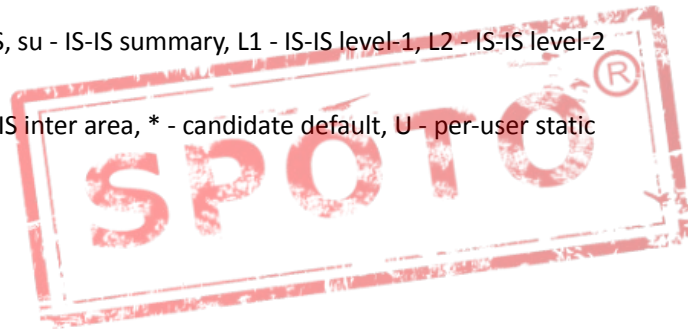 S, su - IS-IS summary, L1 - IS-IS level-1, L2 - IS-IS level-2
IS inter area, * - candidate default, U - per-user static
SPOTO ®